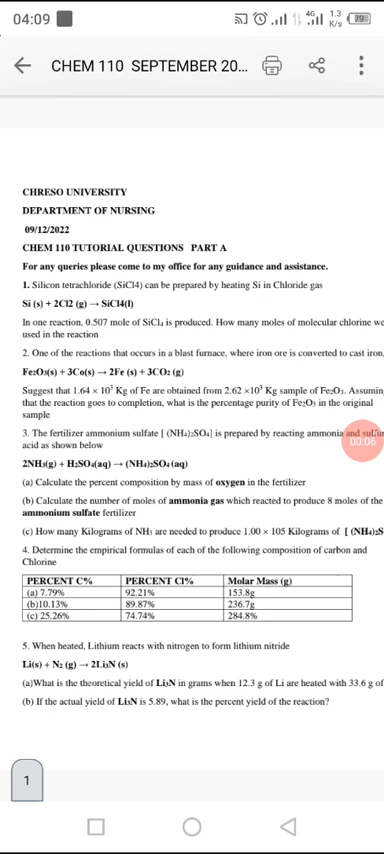 04:09
4G 1.3 K/s 79
CHEM 110 SEPTEMBER 20...
CHRESO UNIVERSITY
DEPARTMENT OF NURSING
09/12/2022
CHEM 110 TUTORIAL QUESTIONS PART A
For any queries please come to my office for any guidance and assistance.
1. Silicon tetrachloride (SiCl4) can be prepared by heating Si in Chloride gas
Si (s) + 2Cl2 (g) → SiCl4(l)
In one reaction, 0.507 mole of SiCl₄ is produced. How many moles of molecular chlorine we
used in the reaction
2. One of the reactions that occurs in a blast furnace, where iron ore is converted to cast iron,
Fe₂O₃(s) + 3Co(s) → 2Fe (s) + 3CO₂ (g)
Suggest that 1.64 × 10³ Kg of Fe are obtained from 2.62 ×10³ Kg sample of Fe₂O₃. Assumin
that the reaction goes to completion, what is the percentage purity of Fe₂O₃ in the original
sample
3. The fertilizer ammonium sulfate [ (NH₄)₂SO₄] is prepared by reacting ammonia and sulfur
acid as shown below
00:06
2NH₃(g) + H₂SO₄(aq) → (NH₄)₂SO₄ (aq)
(a) Calculate the percent composition by mass of oxygen in the fertilizer
(b) Calculate the number of moles of ammonia gas which reacted to produce 8 moles of the
ammonium sulfate fertilizer
(c) How many Kilograms of NH₃ are needed to produce 1.00 × 105 Kilograms of [ (NH₄)₂S
4. Determine the empirical formulas of each of the following composition of carbon and
Chlorine
PERCENT C% PERCENT Cl% Molar Mass (g)
(a) 7.79% 92.21% 153.8g
(b)10.13% 89.87% 236.7g
(c) 25.26% 74.74% 284.8%
5. When heated, Lithium reacts with nitrogen to form lithium nitride
Li(s) + N₂ (g) → 2Li₃N (s)
(a)What is the theoretical yield of Li₃N in grams when 12.3 g of Li are heated with 33.6 g of
(b) If the actual yield of Li₃N is 5.89, what is the percent yield of the reaction?
1